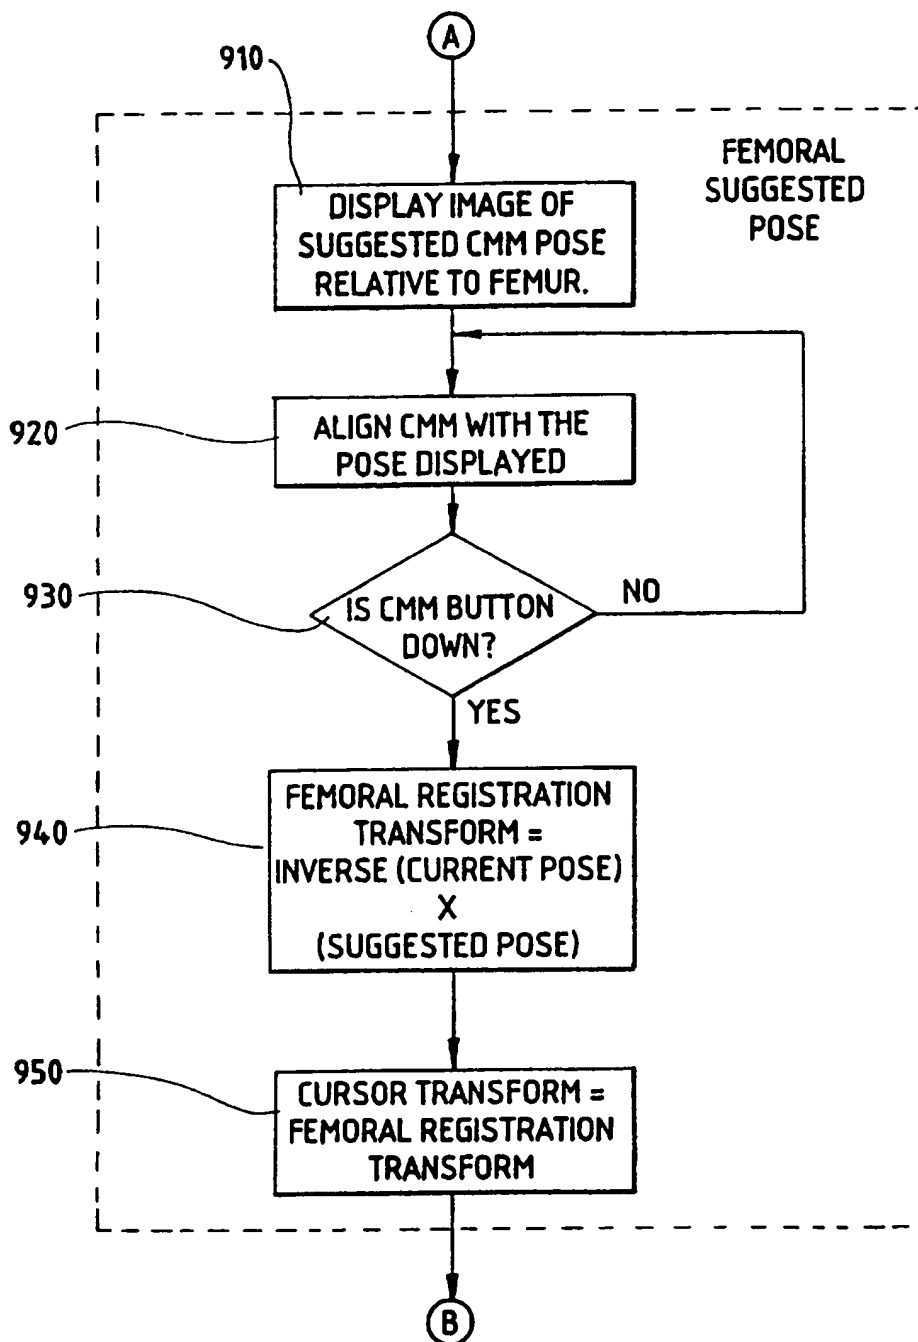 A
910
FEMORAL
SUGGESTED
POSE
DISPLAY IMAGE OF
SUGGESTED CMM POSE
RELATIVE TO FEMUR.
920
ALIGN CMM WITH THE
POSE DISPLAYED
930
IS CMM BUTTON
DOWN?
NO
YES
940
FEMORAL REGISTRATION
TRANSFORM =
INVERSE (CURRENT POSE)
X
(SUGGESTED POSE)
950
CURSOR TRANSFORM =
FEMORAL REGISTRATION
TRANSFORM
B